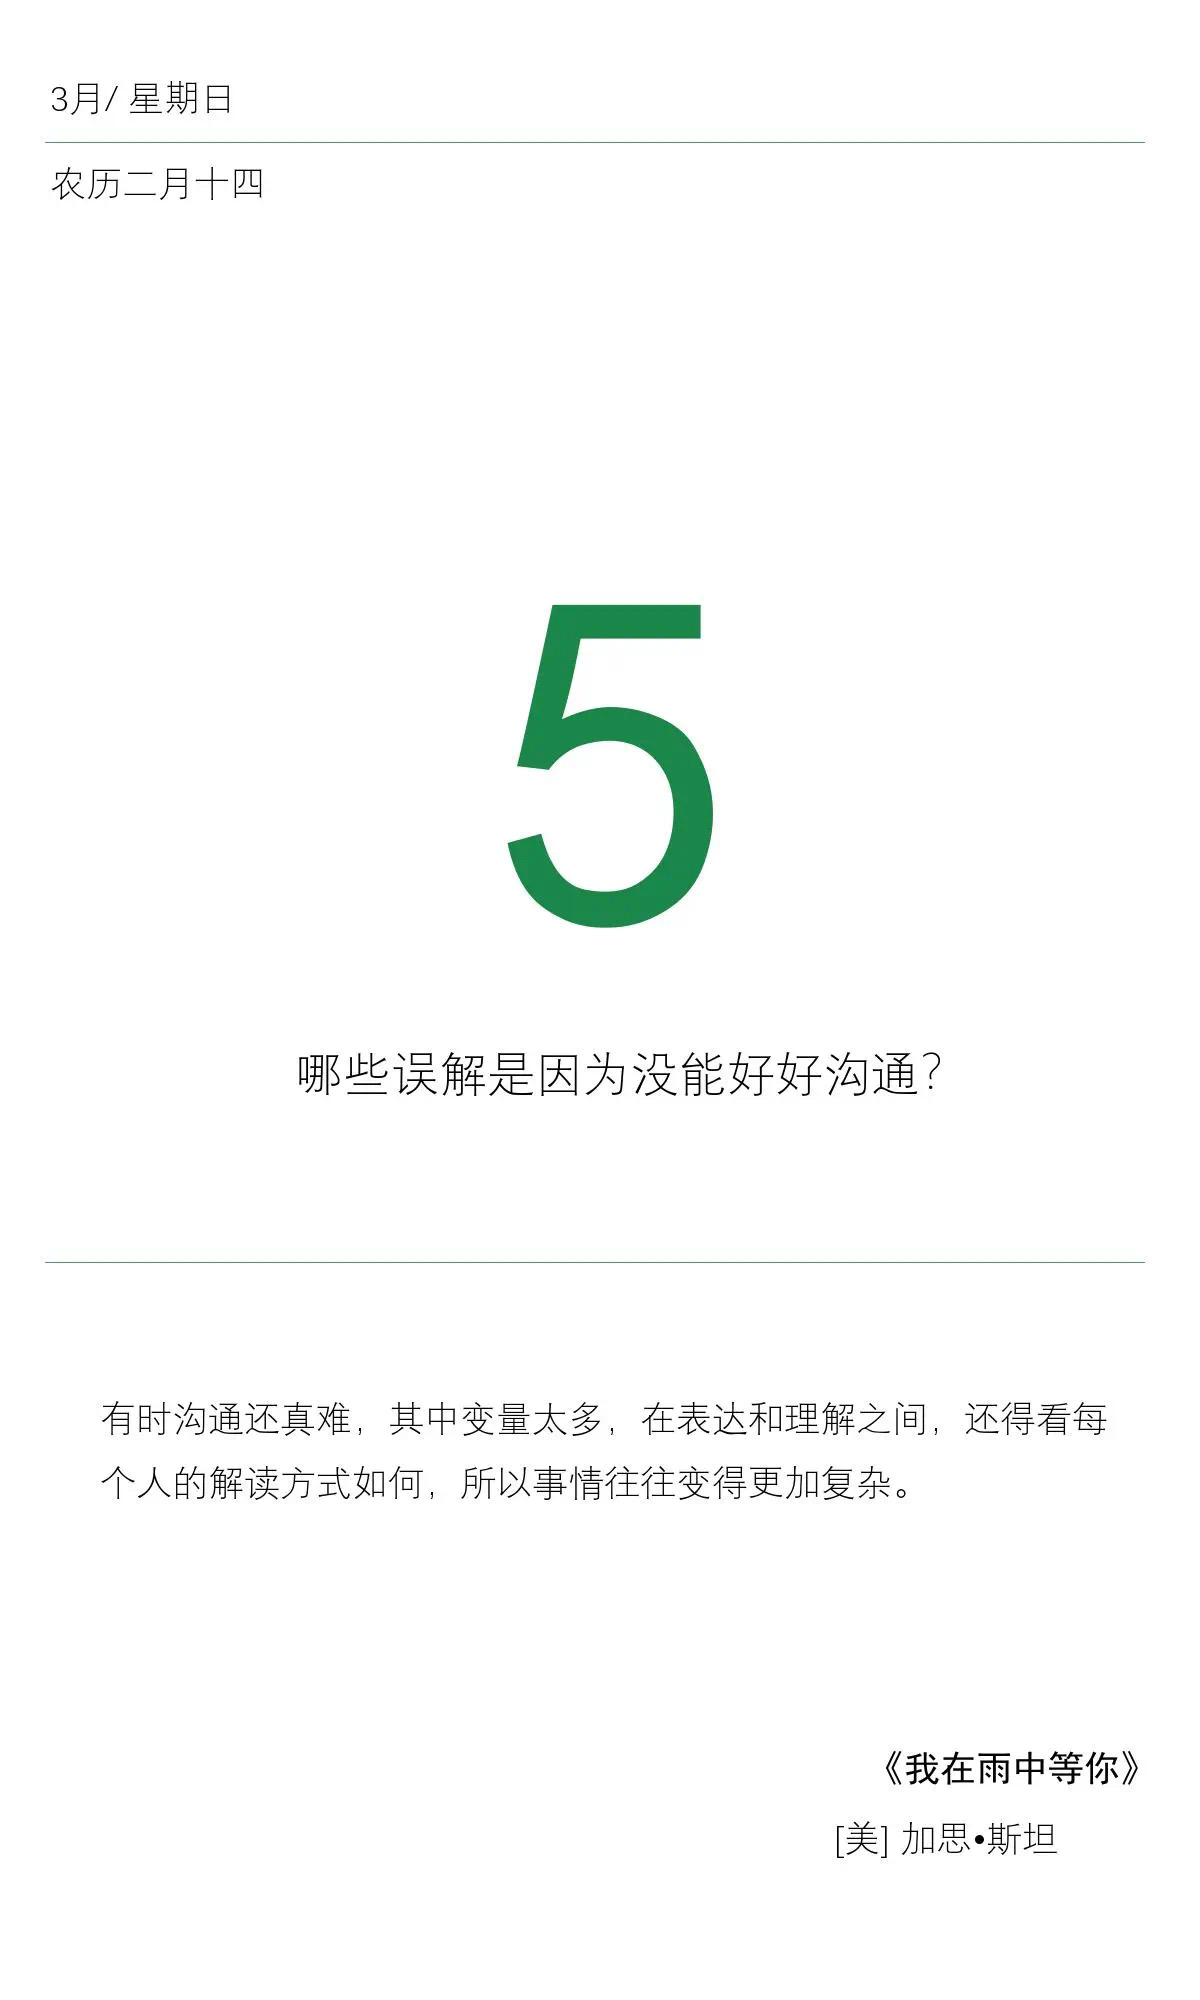 3月/ 星期日
农历二月十四
5
哪些误解是因为没能好好沟通？
有时沟通还真难，其中变量太多，在表达和理解之间，还得看每
个人的解读方式如何，所以事情往往变得更加复杂。
《我在雨中等你》
[美] 加思•斯坦